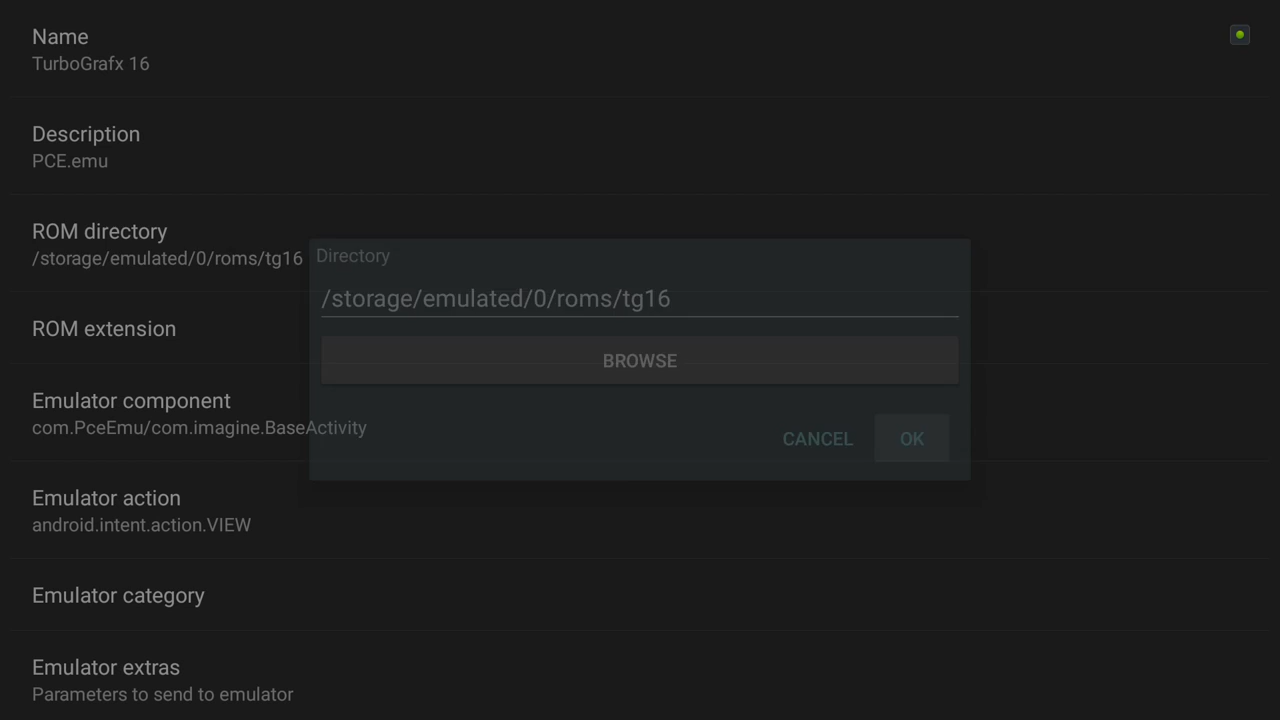 Name
TurboGrafx 16
Description
PCE.emu
ROM directory
/storage/emulated/0/roms/tg16
Directory
/storage/emulated/0/roms/tg16
ROM extension
BROWSE
Emulator component
com.PceEmu/com.imagine.BaseActivity
CANCEL OK
Emulator action
android.intent.action.VIEW
Emulator category
Emulator extras
Parameters to send to emulator